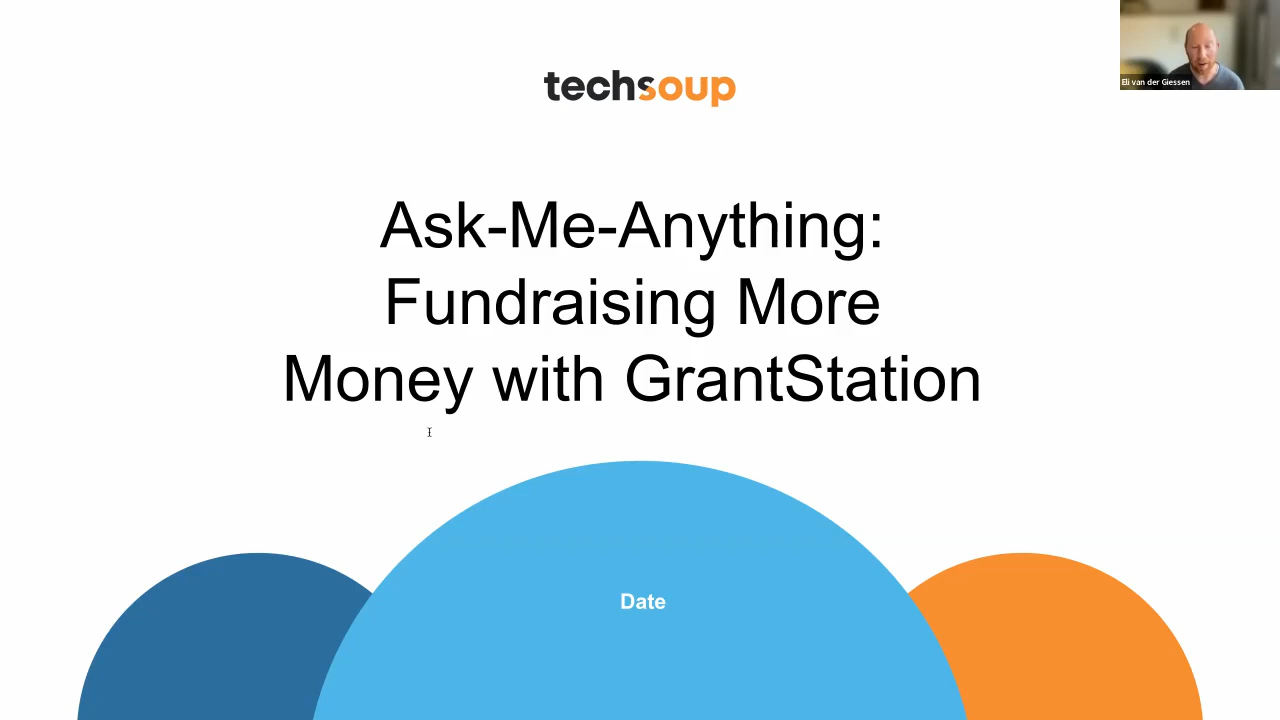 techsoup
Eli van der Giessen
Ask-Me-Anything:
Fundraising More
Money with GrantStation
Date